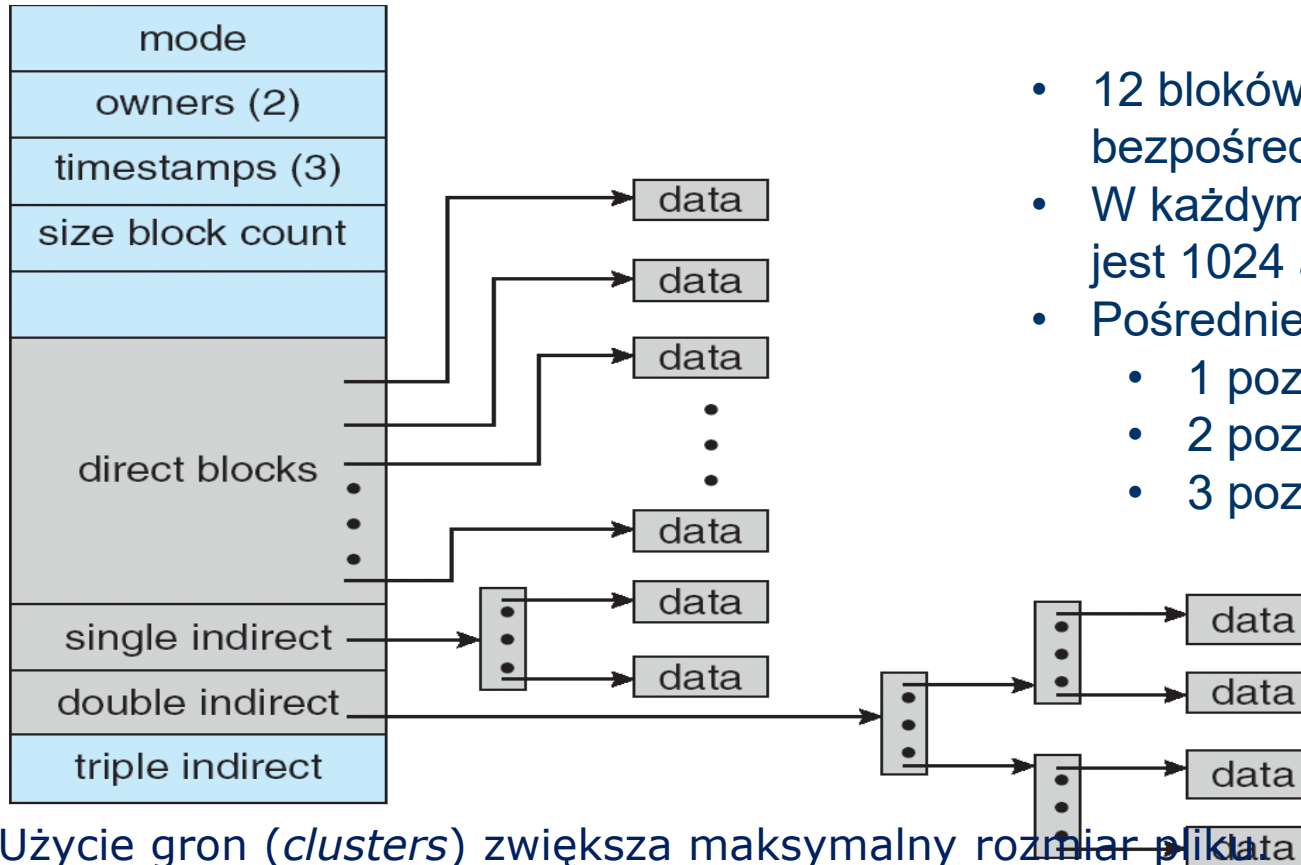 mode
owners (2)
timestamps (3)
size block count
direct blocks
single indirect
double indirect
triple indirect
data
data
data
data
data
data
data
data
data
data
• 12 bloków
bezpośred
• W każdym
jest 1024
• Pośrednie
• 1 poz
• 2 poz
• 3 poz
Użycie gron (clusters) zwiększa maksymalny rozmiar pliku.